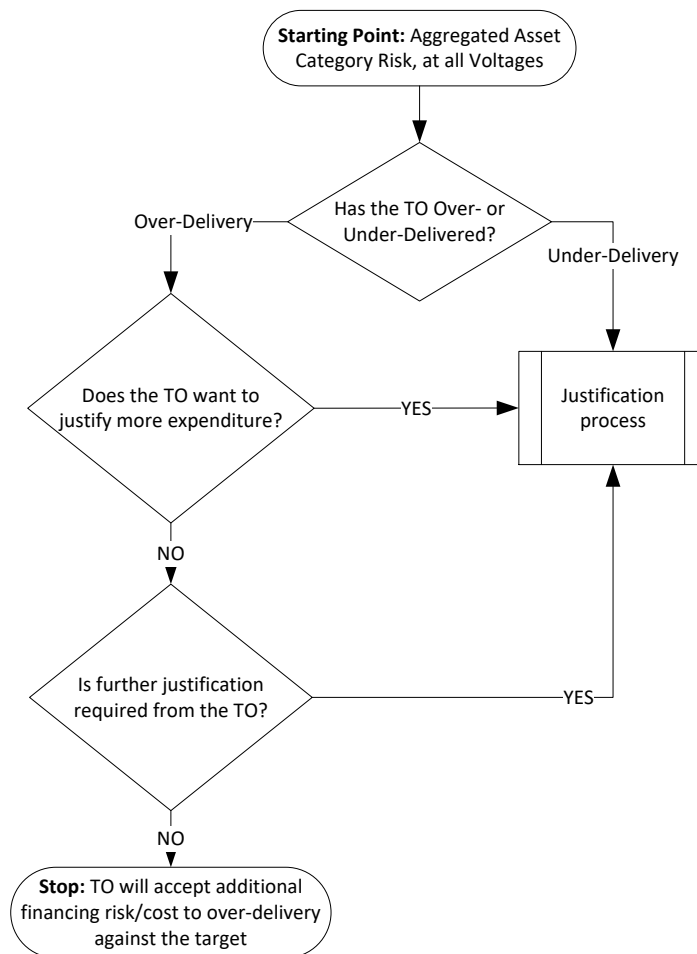 Starting Point: Aggregated Asset
Category Risk, at all Voltages
Has the TO Over- or
Under-Delivered?
Over-Delivery
Under-Delivery
Does the TO want to
justify more expenditure?
YES
Justification
process
NO
Is further justification
required from the TO?
YES
NO
Stop: TO will accept additional
financing risk/cost to over-delivery
against the target